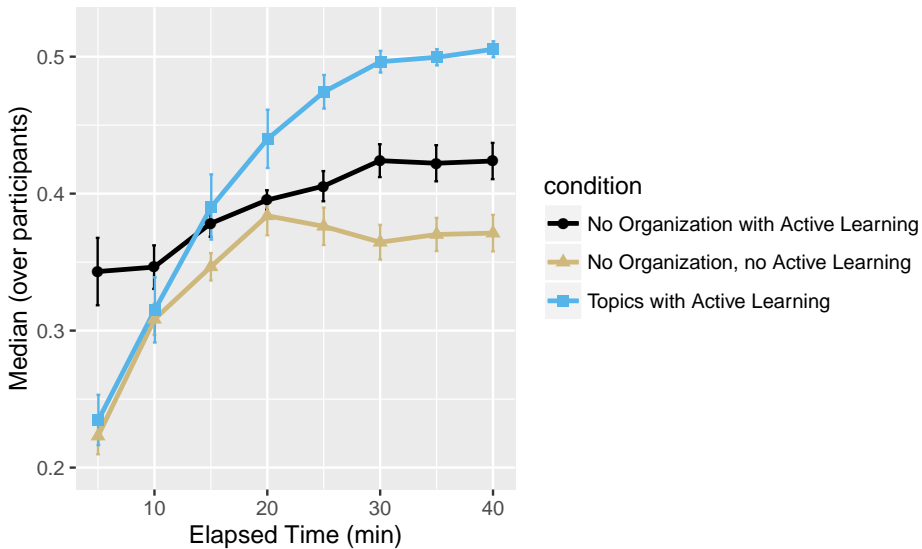 Median (over participants)
0.5
0.4
0.3
0.2
10
20
30
40
Elapsed Time (min)
condition
No Organization with Active Learning
No Organization, no Active Learning
Topics with Active Learning